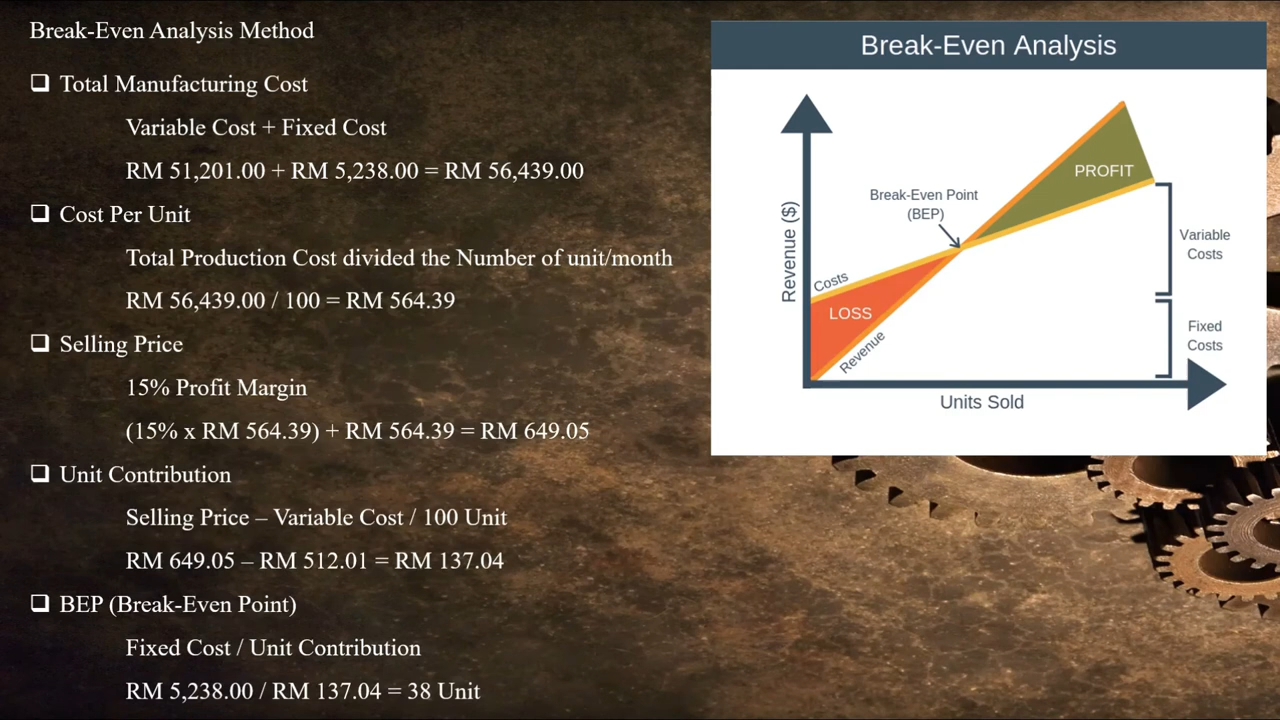 Break-Even Analysis Method
❑ Total Manufacturing Cost
Variable Cost + Fixed Cost
RM 51,201.00 + RM 5,238.00 = RM 56,439.00
❑ Cost Per Unit
Total Production Cost divided the Number of unit/month
RM 56,439.00 / 100 = RM 564.39
❑ Selling Price
15% Profit Margin
(15% x RM 564.39) + RM 564.39 = RM 649.05
❑ Unit Contribution
Selling Price – Variable Cost / 100 Unit
RM 649.05 – RM 512.01 = RM 137.04
❑ BEP (Break-Even Point)
Fixed Cost / Unit Contribution
RM 5,238.00 / RM 137.04 = 38 Unit
Break-Even Analysis
PROFIT
Break-Even Point
(BEP)
Revenue ($)
Costs
LOSS
Revenue
Variable
Costs
Fixed
Costs
Units Sold